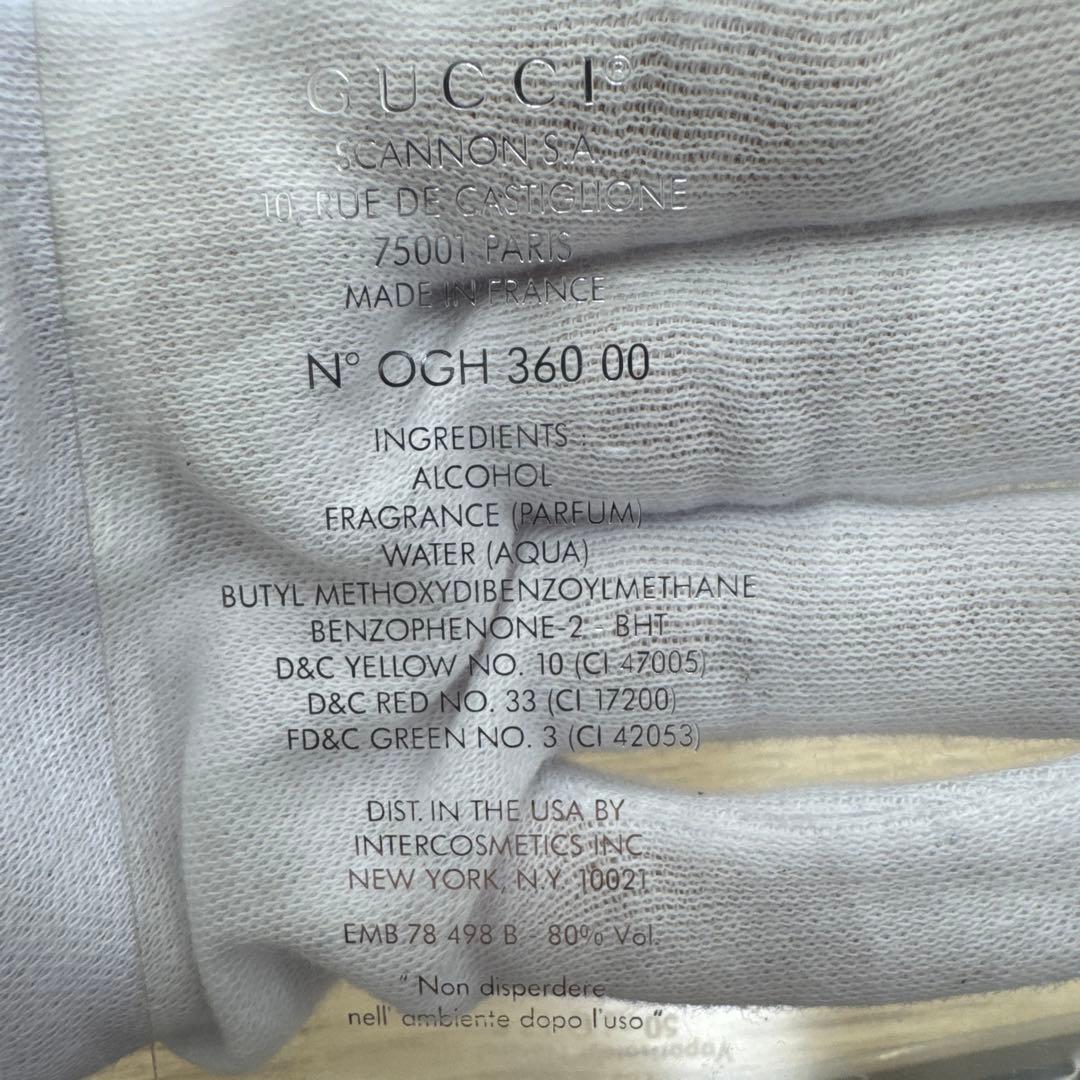 GUCCI®
SCANNON S.A.
10, RUE DE CASTIGLIONE
75001 PARIS
MADE IN FRANCE
N° OGH 360 00
INGREDIENTS :
ALCOHOL
FRAGRANCE (PARFUM)
WATER (AQUA)
BUTYL METHOXYDIBENZOYLMETHANE
BENZOPHENONE-2 - BHT
D&C YELLOW NO. 10 (CI 47005)
D&C RED NO. 33 (CI 17200)
FD&C GREEN NO. 3 (CI 42053)
DIST. IN THE USA BY
INTERCOSMETICS INC.
NEW YORK, N.Y. 10021
EMB 78 498 B - 80% Vol.
" Non disperdere
nell' ambiente dopo l'uso "